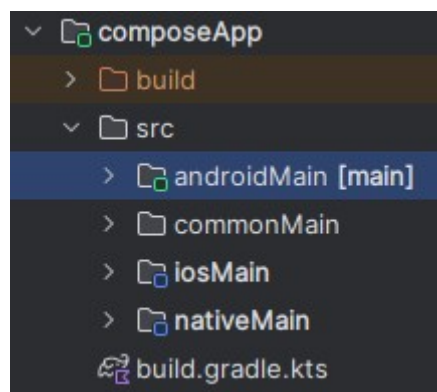 composeApp
build
src
androidMain [main]
commonMain
iosMain
nativeMain
build.gradle.kts